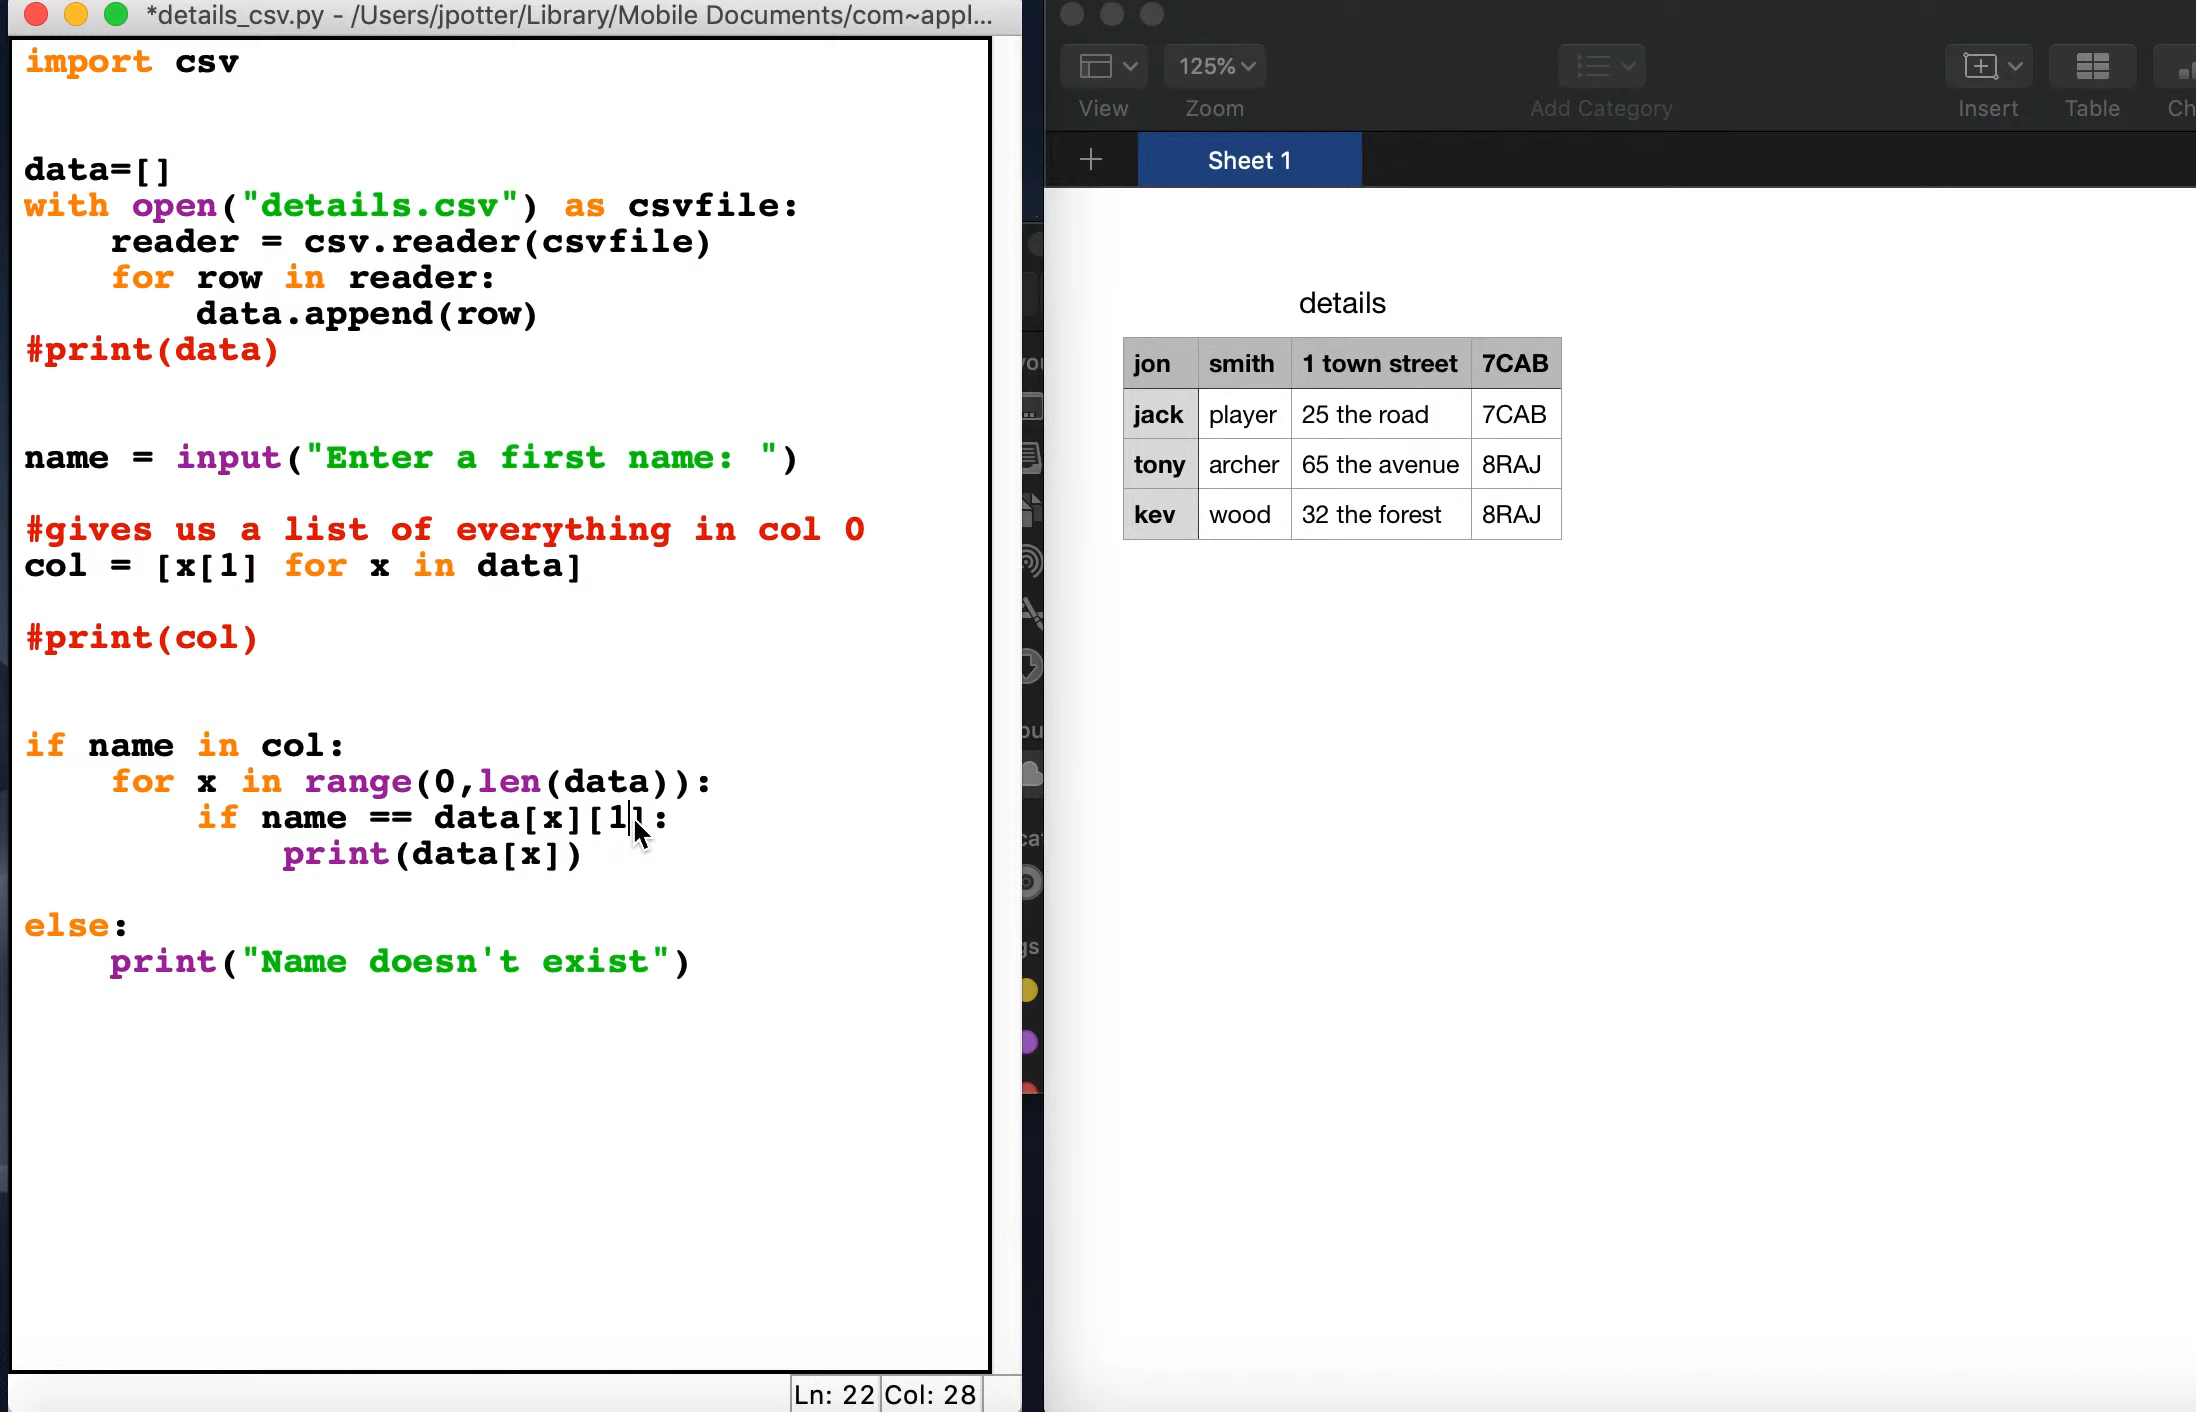 *details_csv.py - /Users/jpotter/Library/Mobile Documents/com~appl...
import csv
data=[]
with open("details.csv") as csvfile:
    reader = csv.reader(csvfile)
    for row in reader:
        data.append(row)
#print(data)
name = input("Enter a first name: ")
#gives us a list of everything in col 0
col = [x[1] for x in data]
#print(col)
if name in col:
    for x in range(0,len(data)):
        if name == data[x][1]:
            print(data[x])
else:
    print("Name doesn't exist")
Ln: 22 Col: 28
125%
View Zoom Add Category Insert Table Ch
+ Sheet 1
details
jon smith 1 town street 7CAB
jack player 25 the road 7CAB
tony archer 65 the avenue 8RAJ
kev wood 32 the forest 8RAJ